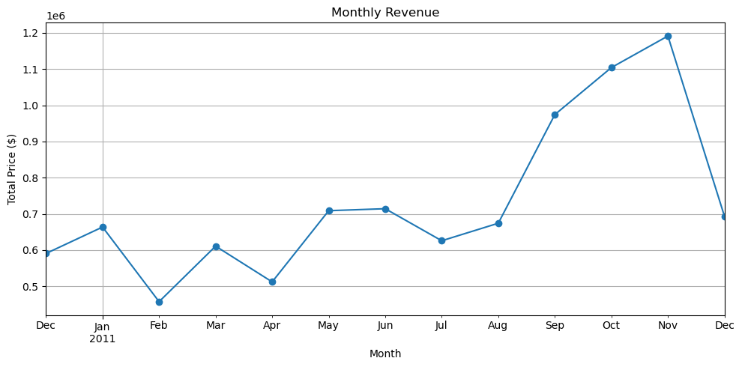 Monthly Revenue
1e6
1.2
1.1
1.0
0.9
0.8
0.7
0.6
0.5
Total Price ($)
Dec Jan Feb Mar Apr May Jun Jul Aug Sep Oct Nov Dec
2011
Month